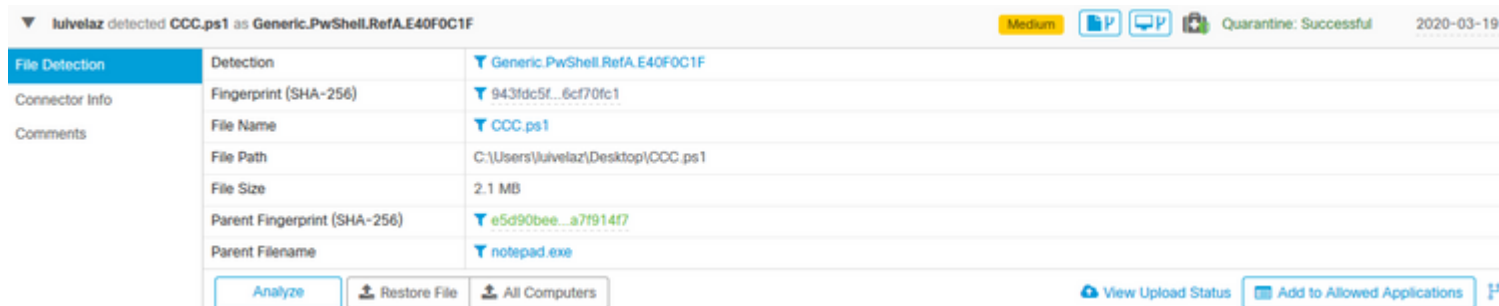 luivelaz detected CCC.ps1 as Generic.PwShell.RefA.E40F0C1F Medium Quarantine: Successful 2020-03-19
File Detection Detection Generic.PwShell.RefA.E40F0C1F
Connector Info Fingerprint (SHA-256) 943fdc5f...6cf70fc1
Comments File Name CCC.ps1
File Path C:\Users\luivelaz\Desktop\CCC.ps1
File Size 2.1 MB
Parent Fingerprint (SHA-256) e5d90bee...a7f914f7
Parent Filename notepad.exe
Analyze Restore File All Computers View Upload Status Add to Allowed Applications